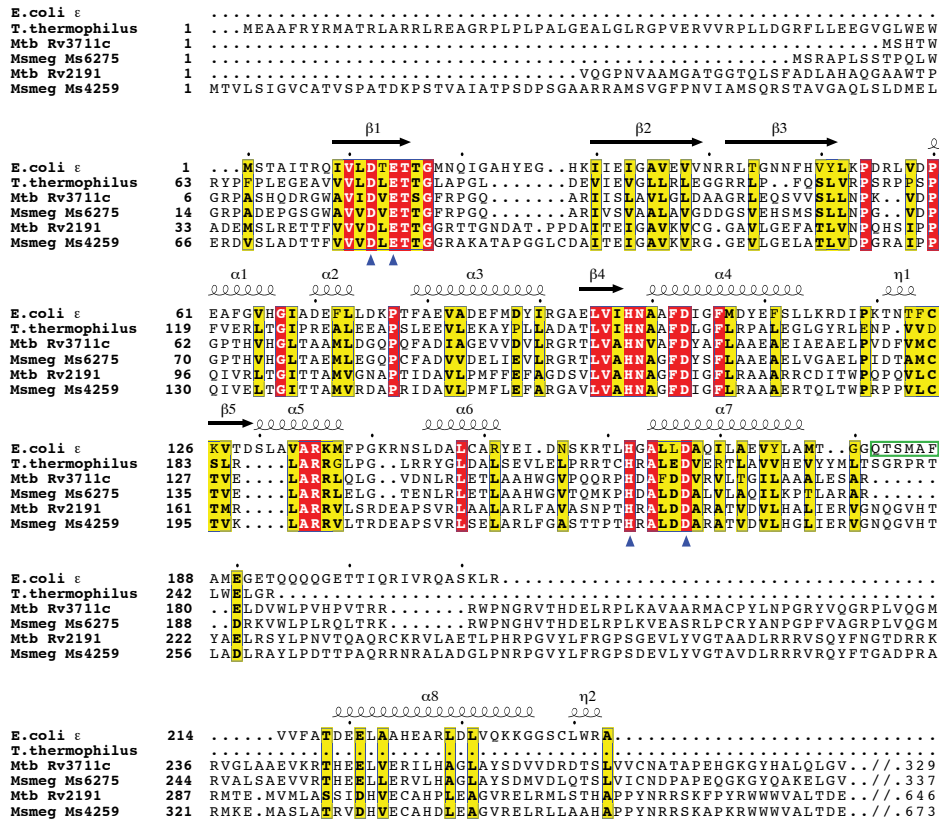 E.coli ε .................................................................
T.thermophilus 1 ...MEAAFRYRMATRLARRLREAGRPLPLPALGEALGLRGPVERVVRPLLDGRFLLEEGVGLWEW
Mtb Rv3711c 1 ............................................................MSHTW
Msmeg Ms6275 1 ....................................................MSRAPLSSTPQLW
Mtb Rv2191 1 .................................VQGPNVAAMGATGGTQLSFADLAHAQGAAWTP
Msmeg Ms4259 1 MTVLSIGVCATVSPATDKPSTVAIATPSDPSGAARRAMSVGFPNVIAMSQRSTAVGAQLSLDMEL
β1 β2 β3
E.coli ε 1 ...MSTAITRQIVLDTETTGMNQIGAHYEG..HKIIEIGAVEVVNRRLTGNNFHVYLKPDRLVDP
T.thermophilus 63 RYPFPLEGEAVVVLDLETTGLAPGL.......DEVIEVGLLRLEGGRRLP..FQSLVRPSRPPSP
Mtb Rv3711c 6 GRPASHQDRGWAVIDVETSGFRPGQ.......ARIVSLAVLGLDAAGRLEQSVVSLLNPK..VDP
Msmeg Ms6275 14 GRPADEPGSGWAVVDVETTGFRPGQ.......ARIVSVAALAVGDDGSVEHSMSSLLNPG..VDP
Mtb Rv2191 33 ADEMSLRETTFVVVDLETTGGRTTGNDAT.PPDAITEIGAVKVCG.GAVLGEFATLVNPQHSIPP
Msmeg Ms4259 66 ERDVSLADTTFVVVDLETTGGRAKATAPGGLCDAITEIGAVKVRG.GEVLGELATLVDPGRAIPP
α1 α2 α3 β4 α4 η1
E.coli ε 61 EAFGVHGIADEFLLDKPTFAEVADEFMDYIRGAELVIHNAAFDIGFMDYEFSLLKRDIPKTNTFC
T.thermophilus 119 FVERLTGIPREALEEAPSLEEVLEKAYPLLADATLVIHNAAFDLGFLRPALEGLGYRLENP.VVD
Mtb Rv3711c 62 GPTHVHGLTAEMLEGQPQFADIAGEVVDVLRGRTLVAHNVAFDYAFLAAEAEIAEAELPVDFVMC
Msmeg Ms6275 70 GPTHVHGLTAEMLEGQPCFADVVDELIEVLRGRTLVAHNAGFDYSFLAAEAELVGAELPIDTAMC
Mtb Rv2191 96 QIVRLTGITTAMVGNAPTIDAVLPMFFEFAGDSVLVAHNAGFDIGFLRAAARRCDITWPQPQVLC
Msmeg Ms4259 130 QIVELTGITTAMVRDAPRIDAVLPMFLEFARGAVLVAHNAGFDIGFLRAAAERTQLTWPRPPVLC
β5 α5 α6 α7
E.coli ε 126 KVTDSLAVARKMFPGKRNSLDALCARYEI.DNSKRTLHGALLDAQILAEVYLAMT.GGQTSMAF
T.thermophilus 183 SLR....LARRGLPG.LRRYGLDALSEVLELPRRTCHRALEDVERTLAVVHEVYYMLTSGRPRT
Mtb Rv3711c 127 TVE....LARRLQLG.VDNLRLETLAAHWGVPQQRPHDAFDDVRVLTGILAAALESAR......
Msmeg Ms6275 135 TVE....LARRLELG.TENLRLETLAAHWGVTQMKPHDALDDALVLAQILKPTLARAR......
Mtb Rv2191 161 TMR....LARRVLSRDEAPSVRLAALARLFAVASNPTHRALDDARATVDVLHALIERVGNQGVHT
Msmeg Ms4259 195 TVK....LARRVLTRDEAPSVRLSELARLFGASTTPTHRALDDARATVDVLHGLIERVGNQGVHT
E.coli ε 188 AMEGETQQQQGETTIQRIVRQASKLR.......................................
T.thermophilus 242 LWELGR...........................................................
Mtb Rv3711c 180 ..ELDVWLPVHPVTRR.......RWPNGRVTHDELRPLKAVAARMACPYLNPGRYVQGRPLVQGM
Msmeg Ms6275 188 ..DRKVWLPLRQLTRK.......RWPNGHVTHDELRPLKVEASRLPCRYANPGPFVAGRPLVQGM
Mtb Rv2191 222 YAELRSYLPNVTQAQRCKRVLAETLPHRPGVYLFRGPSGEVLYVGTAADLRRRVSQYFNGTDRRK
Msmeg Ms4259 256 LADLRAYLPDTTPAQRRNRALADGLPNRPGVYLFRGPSDEVLYVGTAVDLRRRVRQYFTGADPRA
α8 η2
E.coli ε 214 ......VVFATDEELAAHEARLDLVQKKGGSCLWRA
T.thermophilus .................................................................
Mtb Rv3711c 236 RVGLAAEVKRTHEELVERILHAGLAYSDVVDRDTSLVVCNATAPEHGKGYHALQLGV..//.329
Msmeg Ms6275 244 RVALSAEVVRTHEELLERVLHAGLAYSDMVDLQTSLVICNDPAPEQGKGYQAKELGV..//.337
Mtb Rv2191 287 RMTE.MVMLASSIDHVECAHPLEAGVRELRMLSTHAPPYNRRSKFPYRWWWVALTDE..//.646
Msmeg Ms4259 321 RMKE.MASLATRVDHVECAHDLEAGVRELRLLAAHAPPYNRRSKAPHRWWWVVLTDE..//.673